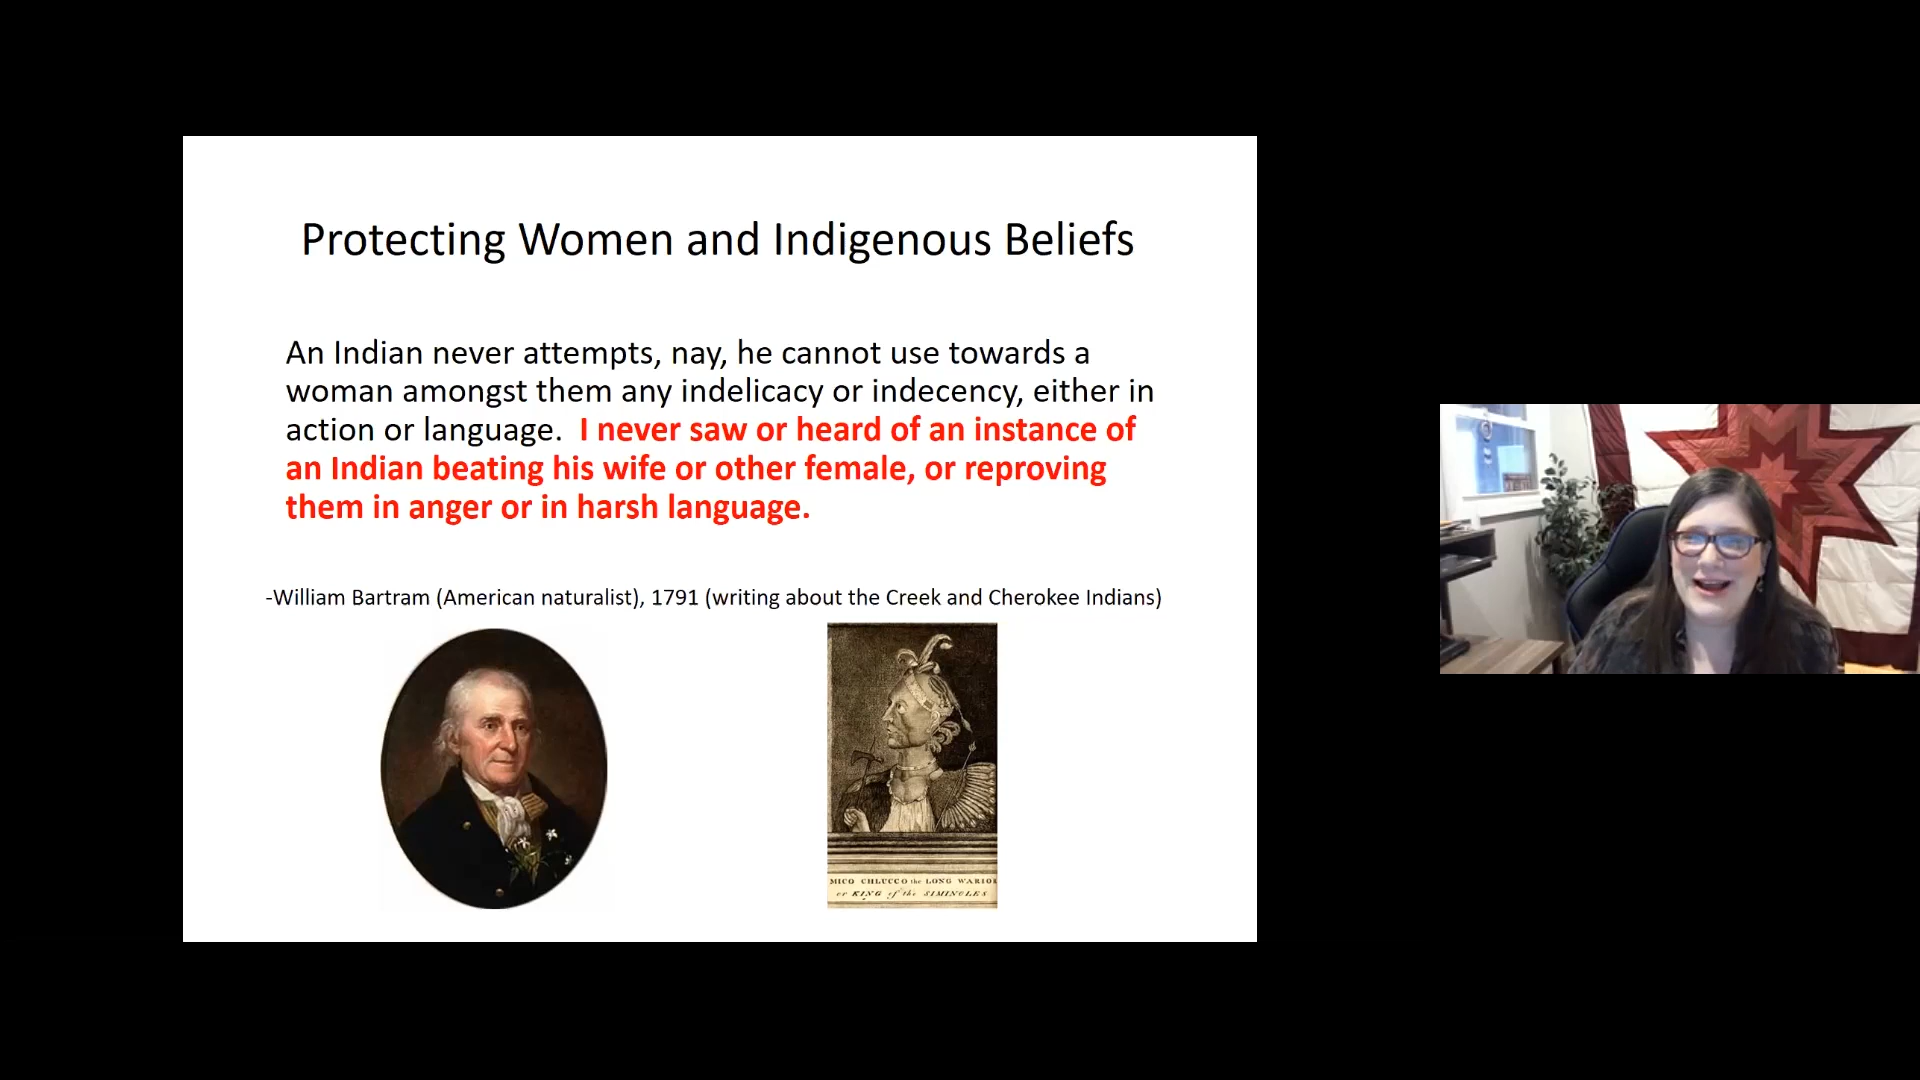 Protecting Women and Indigenous Beliefs
An Indian never attempts, nay, he cannot use towards a
woman amongst them any indelicacy or indecency, either in
action or language. I never saw or heard of an instance of
an Indian beating his wife or other female, or reproving
them in anger or in harsh language.
-William Bartram (American naturalist), 1791 (writing about the Creek and Cherokee Indians)
MICO CHLUCCO the LONG WARIOR
or KING of the SIMINOLES